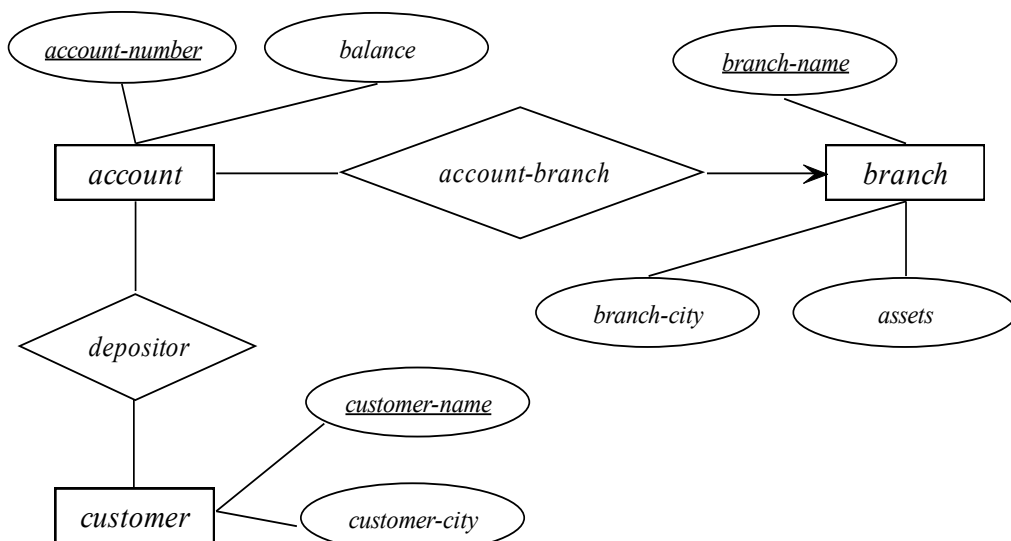 account-number
balance
branch-name
account
account-branch
branch
branch-city
assets
depositor
customer-name
customer
customer-city